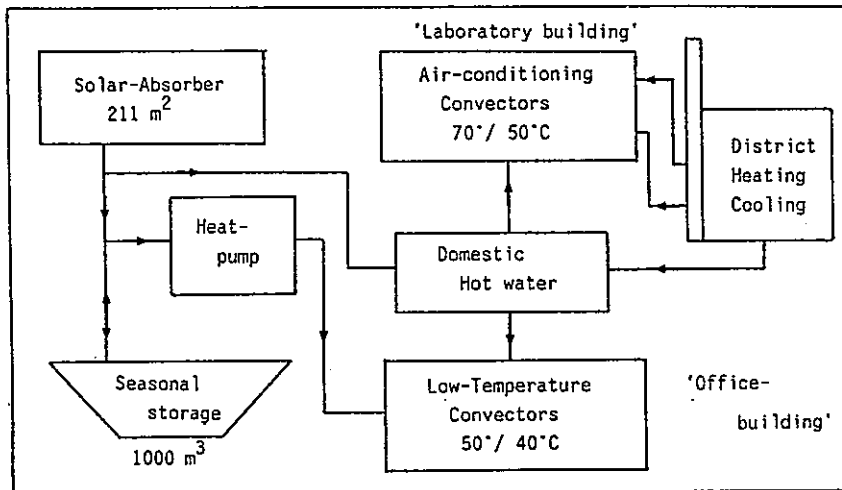 'Laboratory building'
Solar-Absorber
211 m²
Air-conditioning
Convectors
70°/ 50°C
District
Heating
Cooling
Heat-
pump
Domestic
Hot water
Seasonal
storage
1000 m³
Low-Temperature
Convectors
50°/ 40°C
'Office-
building'